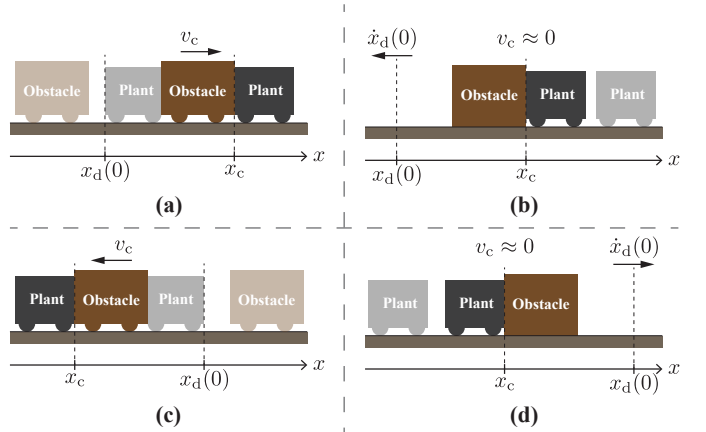 v_c
Obstacle Plant Obstacle Plant
x_d(0) x_c x
(a)
ẋ_d(0) v_c ≈ 0
Obstacle Plant Plant
x_d(0) x_c x
(b)
v_c
Plant Obstacle Plant Obstacle
x_c x_d(0) x
(c)
v_c ≈ 0 ẋ_d(0)
Plant Plant Obstacle
x_c x_d(0) x
(d)